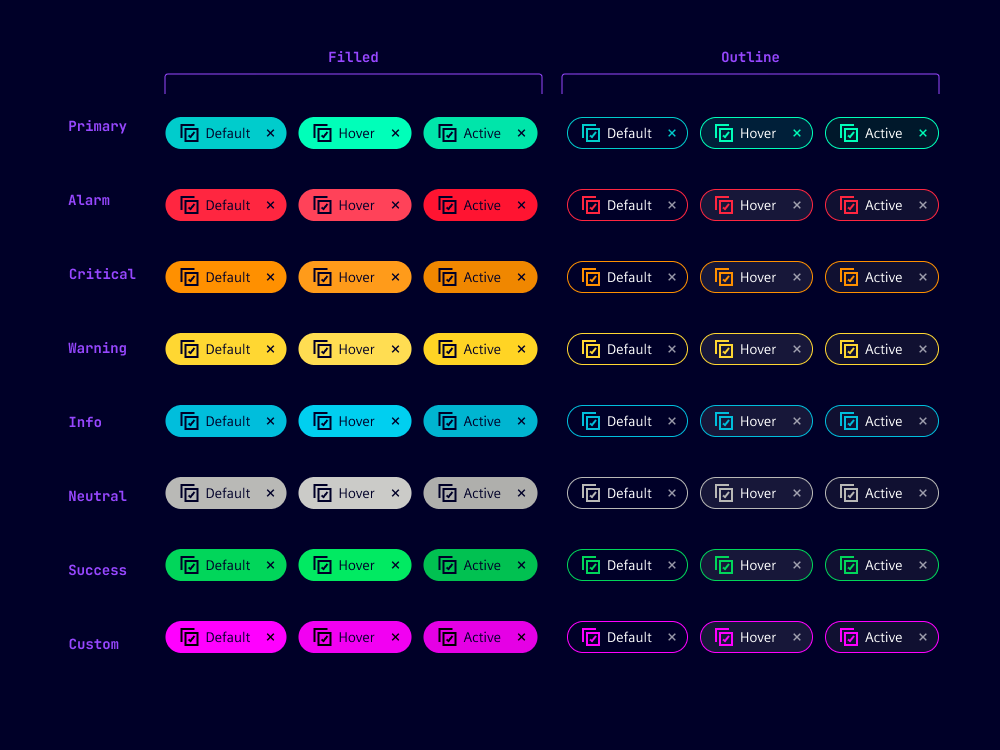 Filled Outline
Primary Default × Hover × Active × Default × Hover × Active ×
Alarm Default × Hover × Active × Default × Hover × Active ×
Critical Default × Hover × Active × Default × Hover × Active ×
Warning Default × Hover × Active × Default × Hover × Active ×
Info Default × Hover × Active × Default × Hover × Active ×
Neutral Default × Hover × Active × Default × Hover × Active ×
Success Default × Hover × Active × Default × Hover × Active ×
Custom Default × Hover × Active × Default × Hover × Active ×